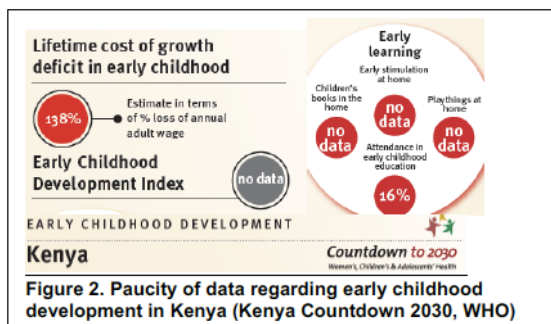 Lifetime cost of growth
deficit in early childhood
138%
Estimate in terms
of % loss of annual
adult wage
Early Childhood
Development Index
no data
Early
learning
Early stimulation
at home
no
data
Children's
books in the
home
no
data
Playthings at
home
no
data
Attendance in
early childhood
education
16%
EARLY CHILDHOOD DEVELOPMENT
Kenya
Countdown to 2030
Women's, Children's & Adolescents' Health
Figure 2. Paucity of data regarding early childhood
development in Kenya (Kenya Countdown 2030, WHO)